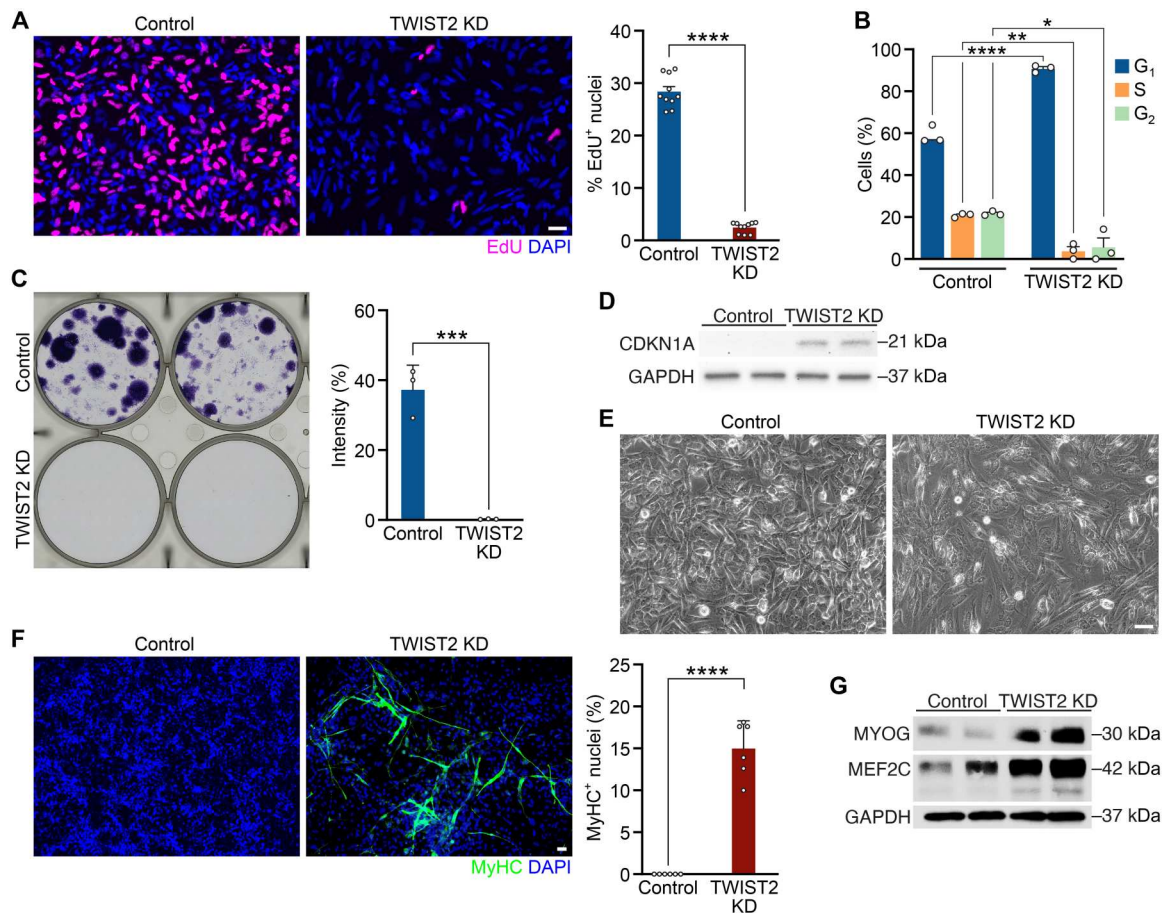 A
Control
TWIST2 KD
EdU DAPI
% EdU⁺ nuclei
40
30
20
10
0
****
Control
TWIST2
KD
B
Cells (%)
100
80
60
40
20
0
*
**
****
G₁
S
G₂
Control
TWIST2 KD
C
Control
TWIST2 KD
Intensity (%)
60
40
20
0
***
Control
TWIST2
KD
D
Control
TWIST2 KD
CDKN1A
–21 kDa
GAPDH
–37 kDa
E
Control
TWIST2 KD
F
Control
TWIST2 KD
MyHC DAPI
MyHC⁺ nuclei (%)
25
20
15
10
5
0
****
Control
TWIST2
KD
G
Control
TWIST2 KD
MYOG
–30 kDa
MEF2C
–42 kDa
GAPDH
–37 kDa